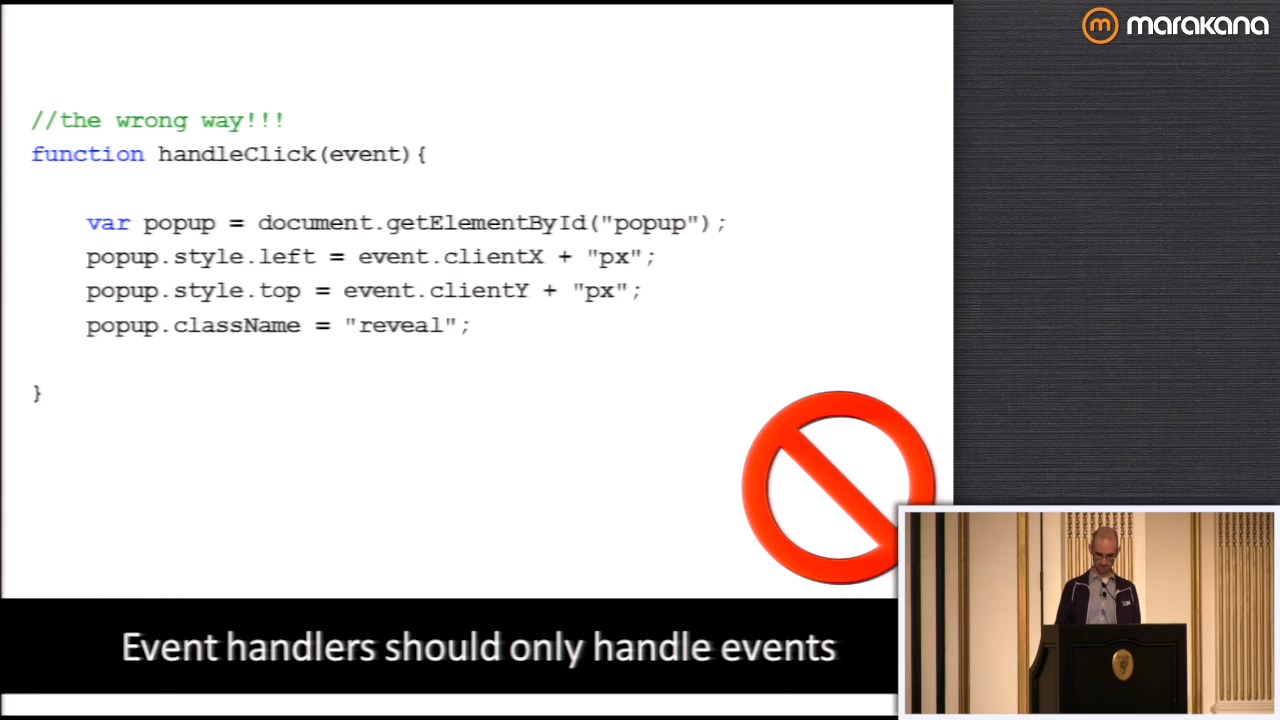 marakana
//the wrong way!!!
function handleClick(event){
var popup = document.getElementById("popup");
popup.style.left = event.clientX + "px";
popup.style.top = event.clientY + "px";
popup.className = "reveal";
}
Event handlers should only handle events